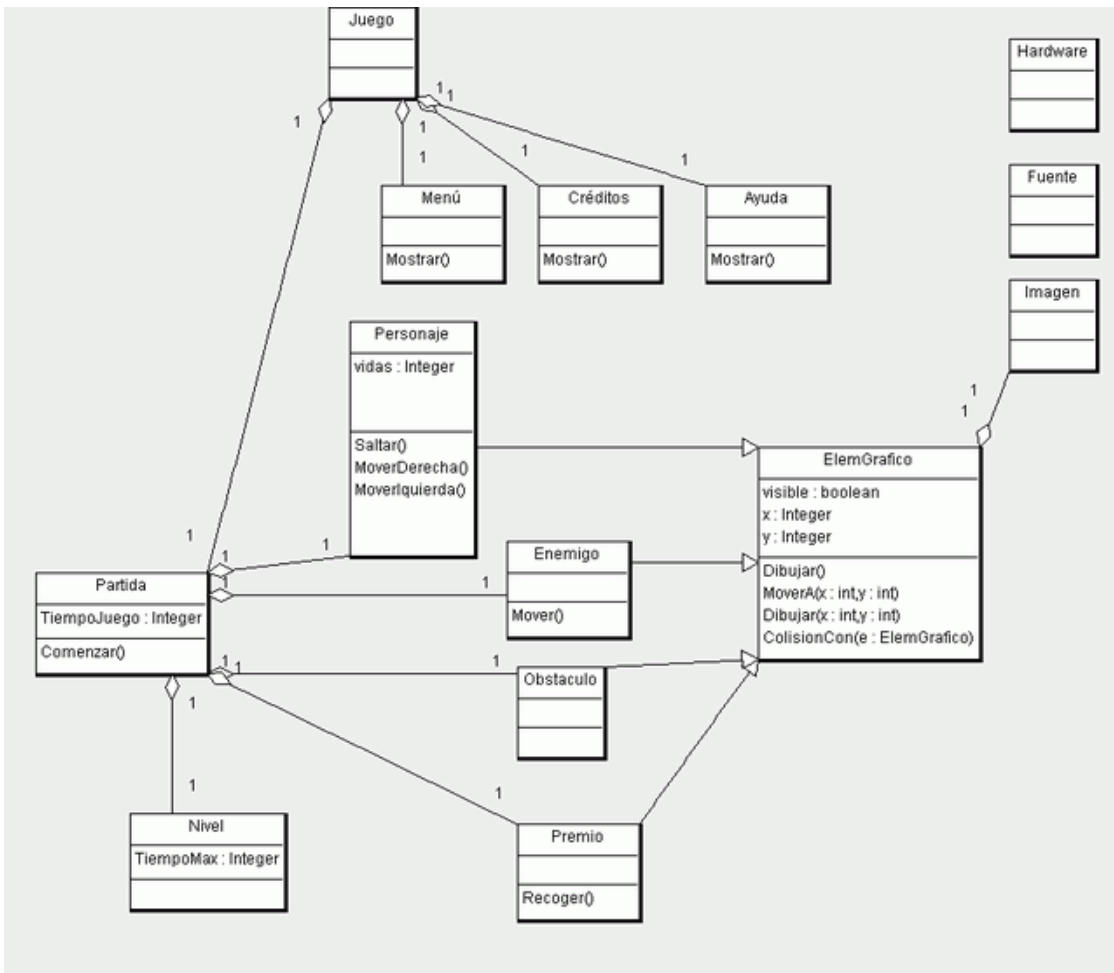 Juego
Hardware
1
1
1
1
1
1
1
Fuente
Menú
Créditos
Ayuda
Mostrar()
Mostrar()
Mostrar()
Imagen
Personaje
vidas : Integer
Saltar()
MoverDerecha()
MoverIquierda()
1
1
ElemGrafico
visible : boolean
x : Integer
y : Integer
Dibujar()
MoverA(x : int,y : int)
Dibujar(x : int,y : int)
ColisionCon(e : ElemGrafico)
1
1
1
Enemigo
Mover()
1
1
Partida
TiempoJuego : Integer
Comenzar()
1
1
1
Obstaculo
1
1
1
Nivel
TiempoMax : Integer
Premio
Recoger()